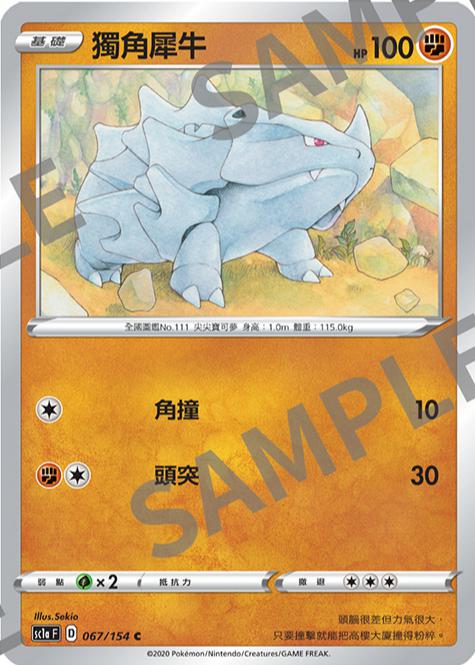 基礎 獨角犀牛 HP 100
全國圖鑑No.111 尖尖寶可夢 身高：1.0m 體重：115.0kg
角撞 10
頭突 30
弱點 ×2 抵抗力 撤退
Illus.Sekio
sc1a F D 067/154 C
頭腦很差但力氣很大，
只要撞擊就能把高樓大廈撞得粉碎。
©2020 Pokémon/Nintendo/Creatures/GAME FREAK.
SAMPLE
SAMPLE